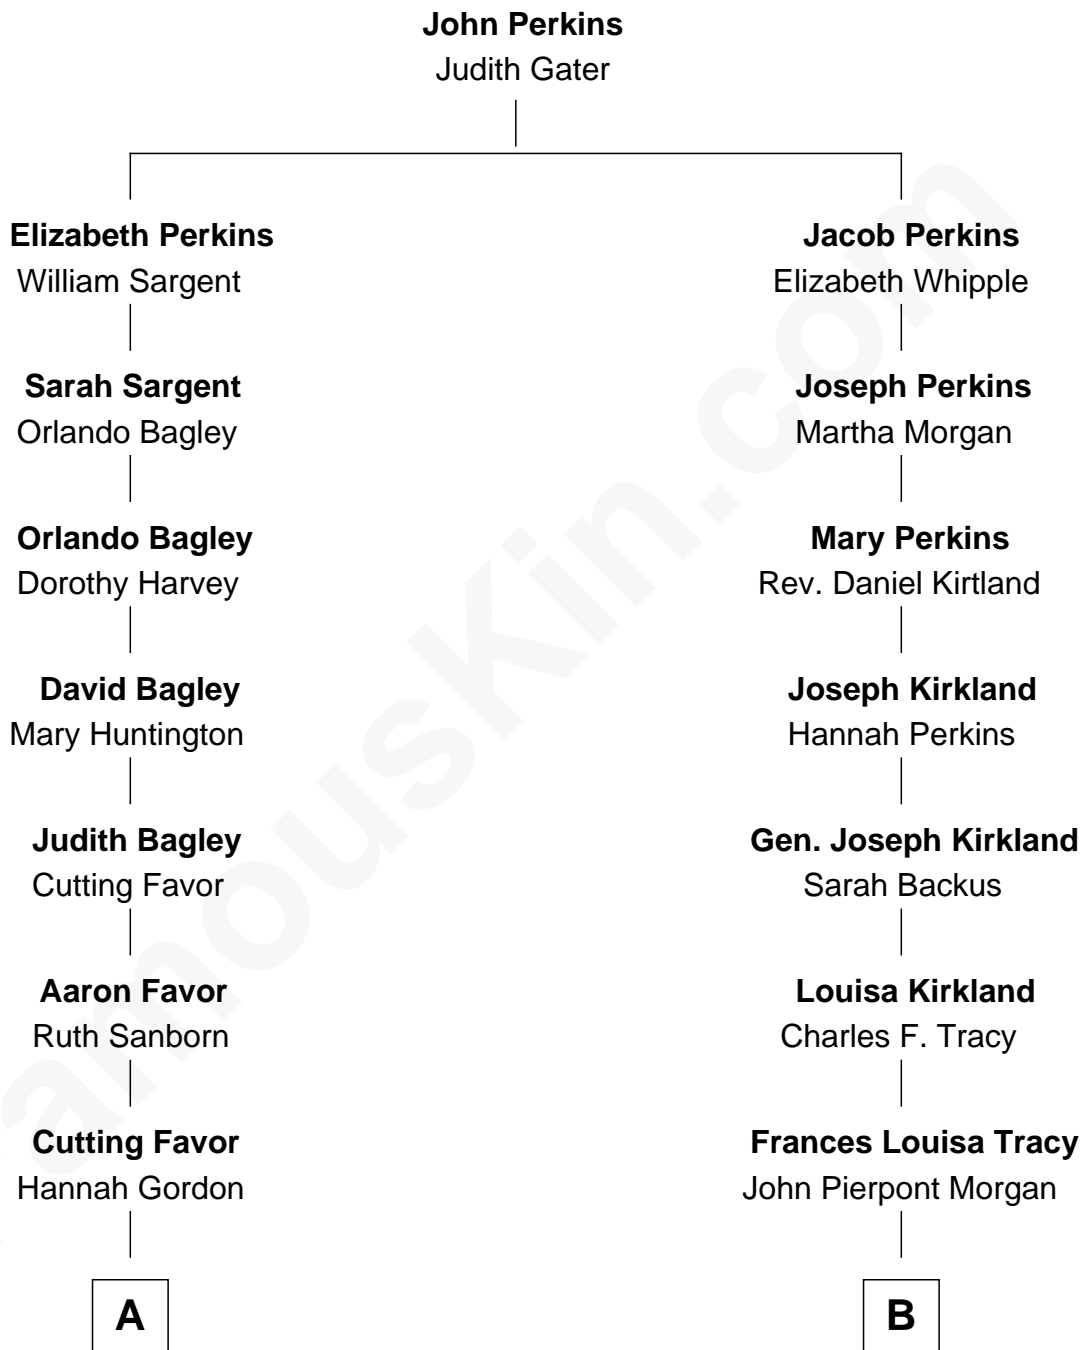 John Perkins
Judith Gater
Elizabeth Perkins
William Sargent
Jacob Perkins
Elizabeth Whipple
Sarah Sargent
Orlando Bagley
Joseph Perkins
Martha Morgan
Orlando Bagley
Dorothy Harvey
Mary Perkins
Rev. Daniel Kirtland
David Bagley
Mary Huntington
Joseph Kirkland
Hannah Perkins
Judith Bagley
Cutting Favor
Gen. Joseph Kirkland
Sarah Backus
Aaron Favor
Ruth Sanborn
Louisa Kirkland
Charles F. Tracy
Cutting Favor
Hannah Gordon
Frances Louisa Tracy
John Pierpont Morgan
A
B
amousKin.com